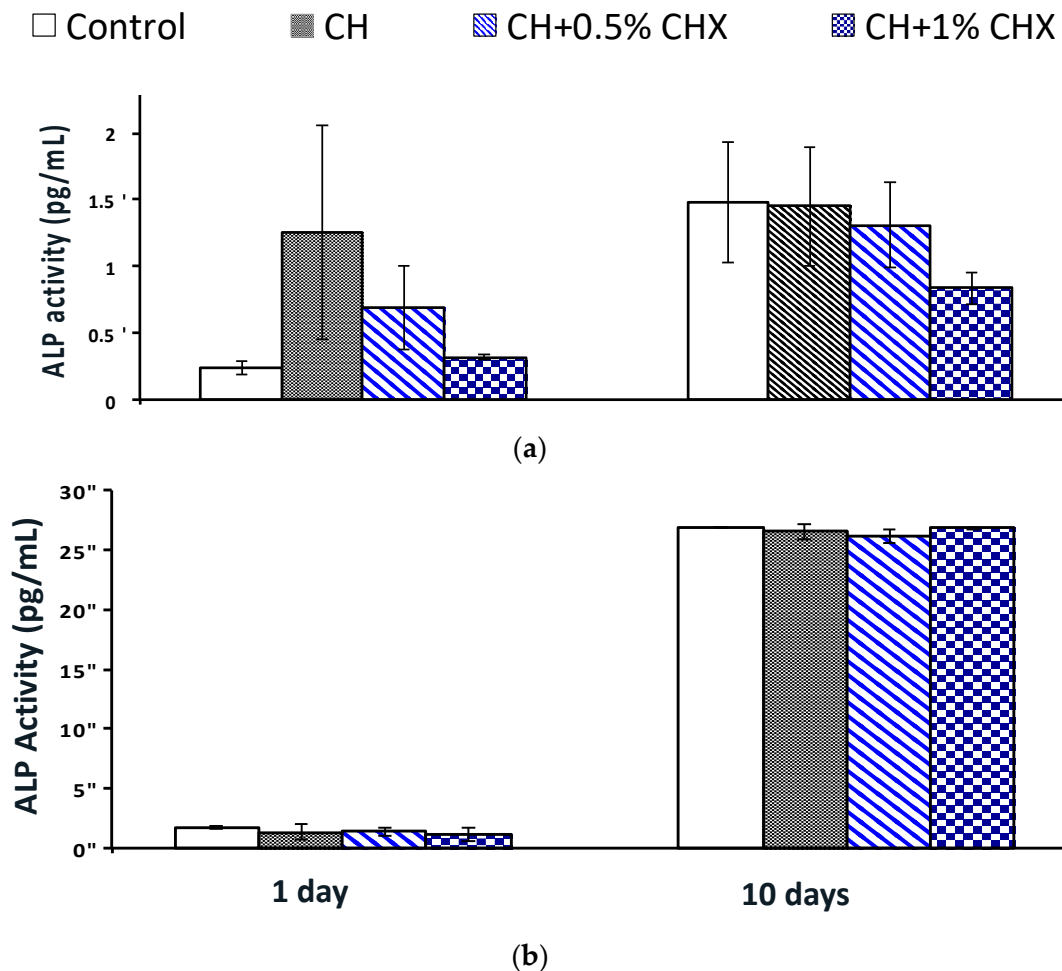 Control CH CH+0.5% CHX CH+1% CHX
ALP activity (pg/mL)
2
1.5 '
1
0.5 '
0
(a)
ALP Activity (pg/mL)
30"
25"
20"
15"
10"
5"
0"
1 day 10 days
(b)